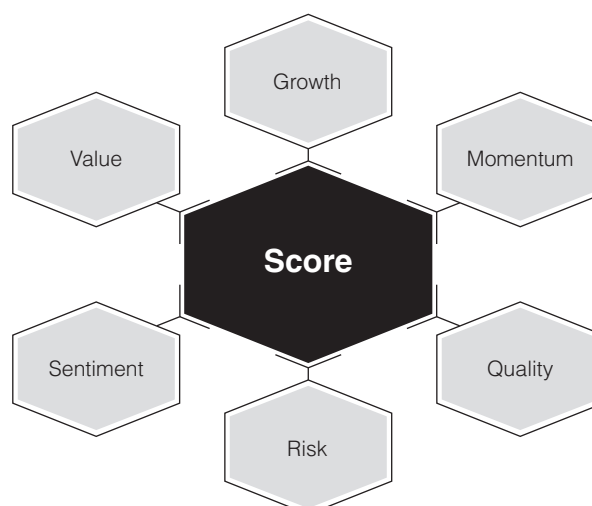 Growth
Value
Momentum
Score
Sentiment
Quality
Risk